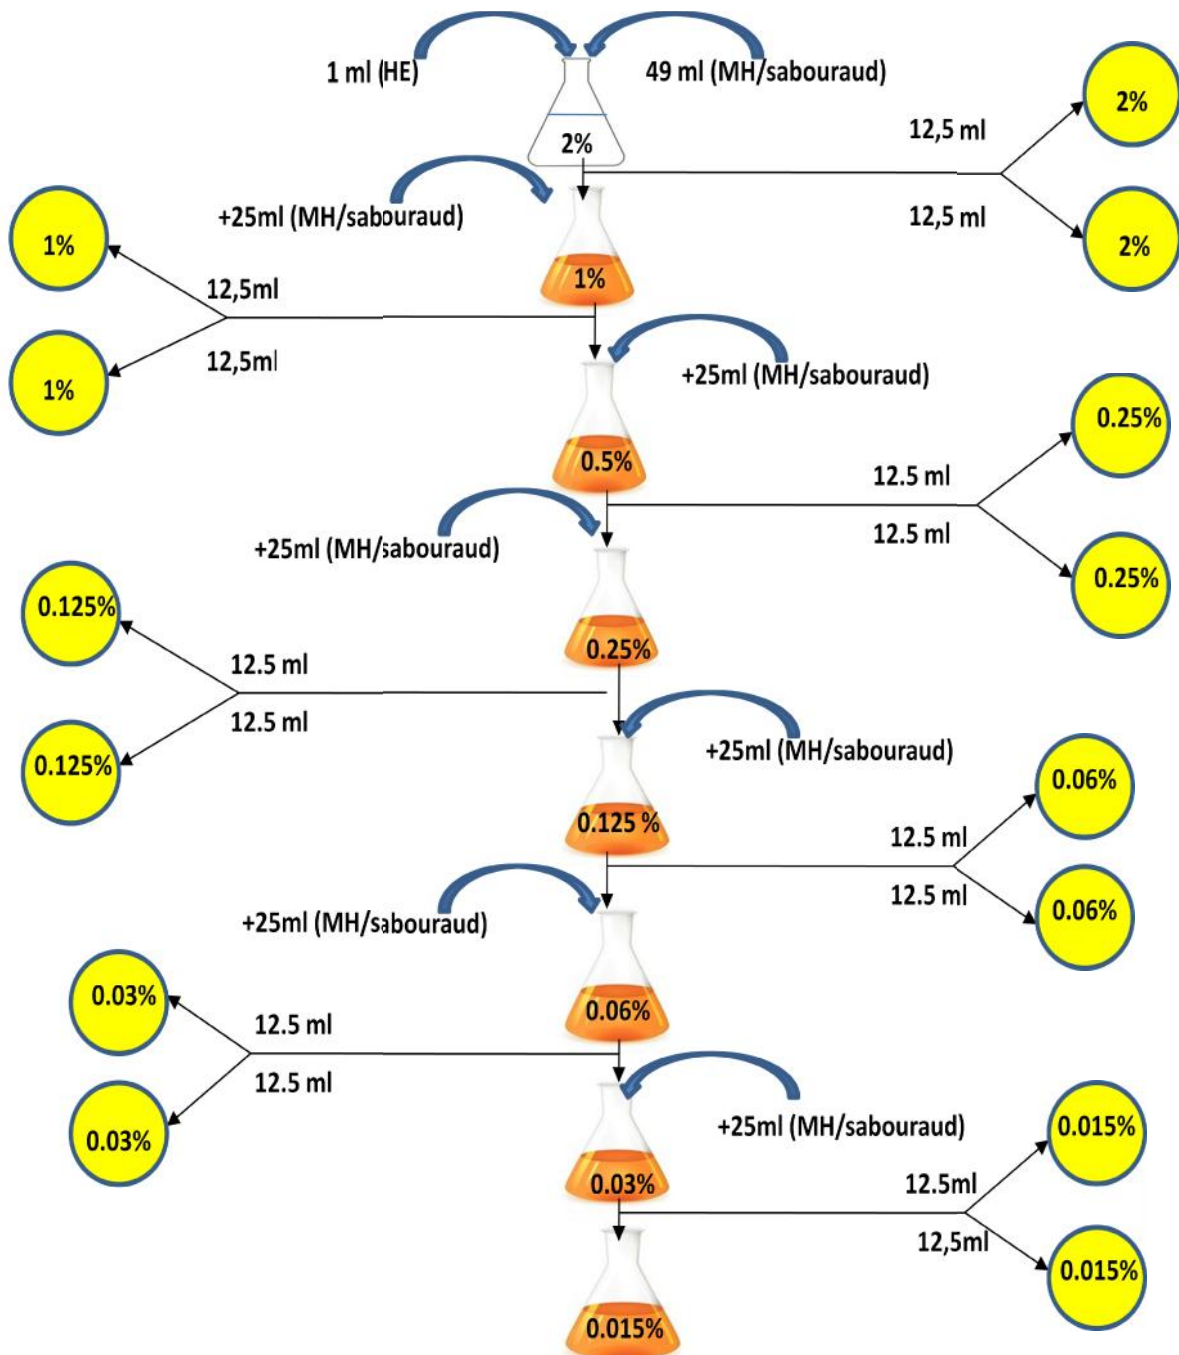 1 ml (HE)
49 ml (MH/sabouraud)
2%
12,5 ml
2%
12,5 ml
2%
+25ml (MH/sabouraud)
1%
1%
12,5ml
12,5ml
1%
+25ml (MH/sabouraud)
0.5%
0.25%
12.5 ml
12.5 ml
0.25%
+25ml (MH/sabouraud)
0.25%
0.125%
12.5 ml
12.5 ml
0.125%
+25ml (MH/sabouraud)
0.125 %
0.06%
12.5 ml
12.5 ml
0.06%
+25ml (MH/sabouraud)
0.06%
0.03%
12.5 ml
12.5 ml
0.03%
+25ml (MH/sabouraud)
0.03%
0.015%
12.5ml
12,5ml
0.015%
0.015%